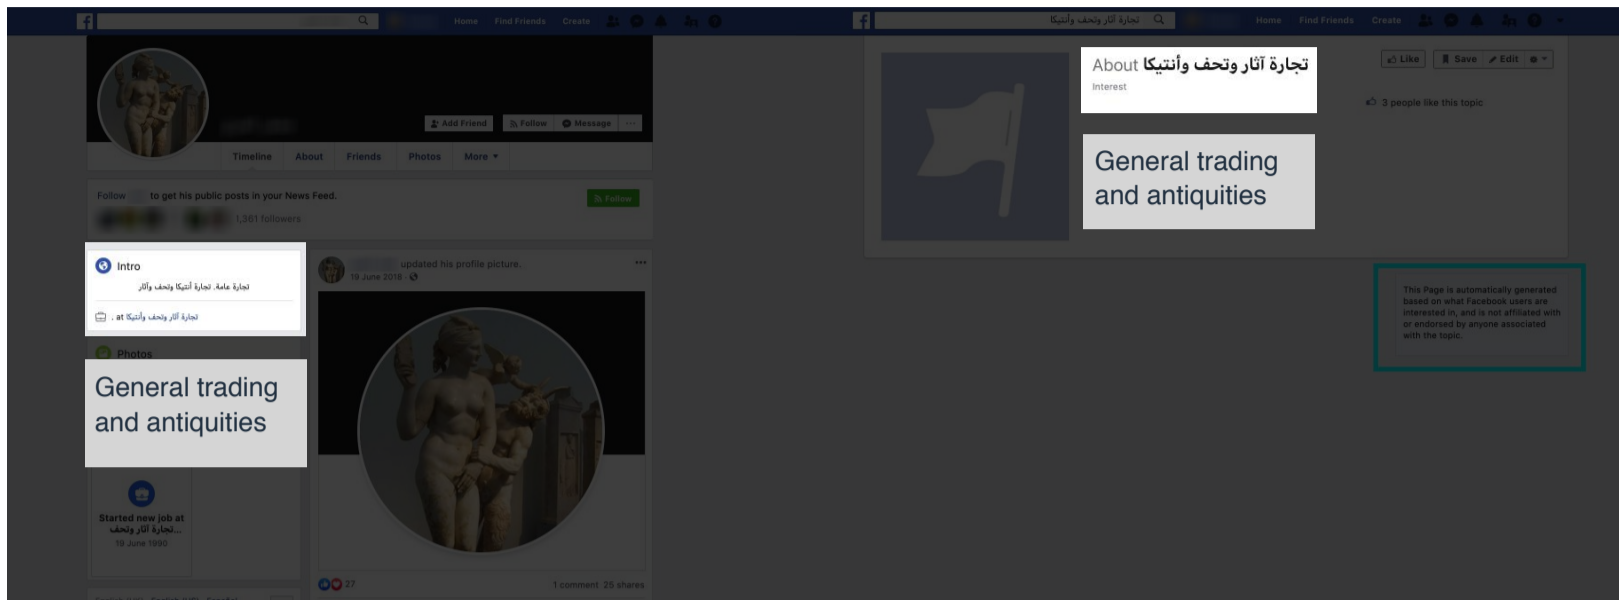 Home Find Friends Create
Add Friend Follow Message ...
Timeline About Friends Photos More
Follow to get his public posts in your News Feed.
Follow
1,361 followers
Intro
تجارة عامة. تجارة أنتيكا وتحف وآثار
. at تجارة آثار وتحف وأنتيكا
Photos
General trading
and antiquities
Started new job at
تجارة آثار وتحف...
19 June 1990
updated his profile picture.
19 June 2018
27
1 comment 25 shares
English (US)
Español
تجارة آثار وتحف وأنتيكا
Home Find Friends Create
About تجارة آثار وتحف وأنتيكا
Interest
Like Save Edit
3 people like this topic
General trading
and antiquities
This Page is automatically generated
based on what Facebook users are
interested in, and is not affiliated with
or endorsed by anyone associated
with the topic.